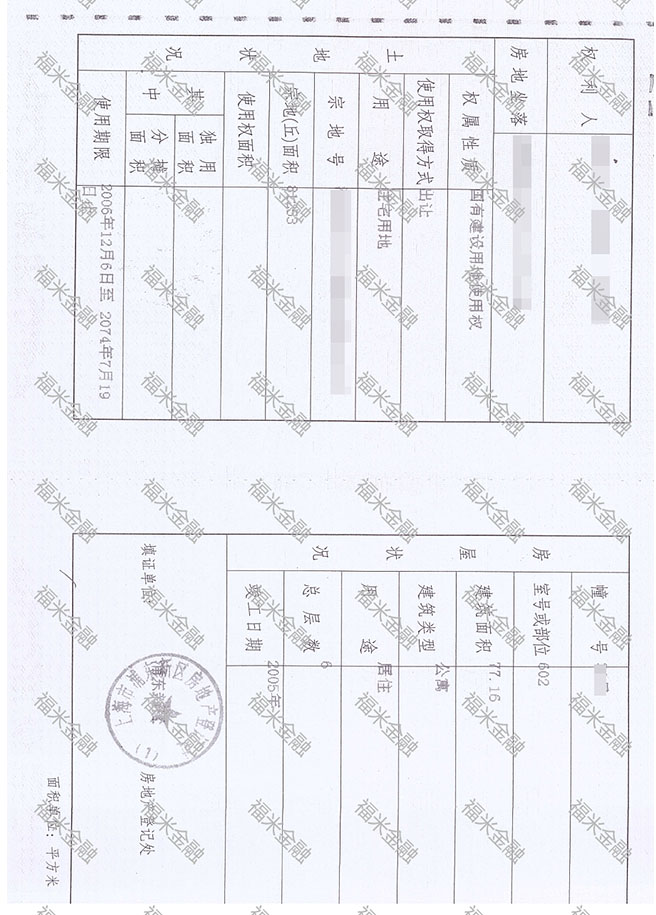 权利人
房地坐落
土地状况
权属性质 国有建设用地使用权
使用权取得方式 出让
用途 住宅用地
宗地号
宗地(丘)面积
使用权面积
其中
独用面积
分摊面积
使用期限 2006年12月6日至 2074年7月19
日止
房屋状况
幢号
室号或部位 602
建筑面积 77.16
建筑类型 公寓
用途 居住
总层数 6
竣工日期 2005年
填证单位:
(1)
房地产登记处
面积单位:平方米
福米金融